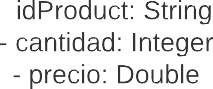 idProduct: String
- cantidad: Integer
- precio: Double